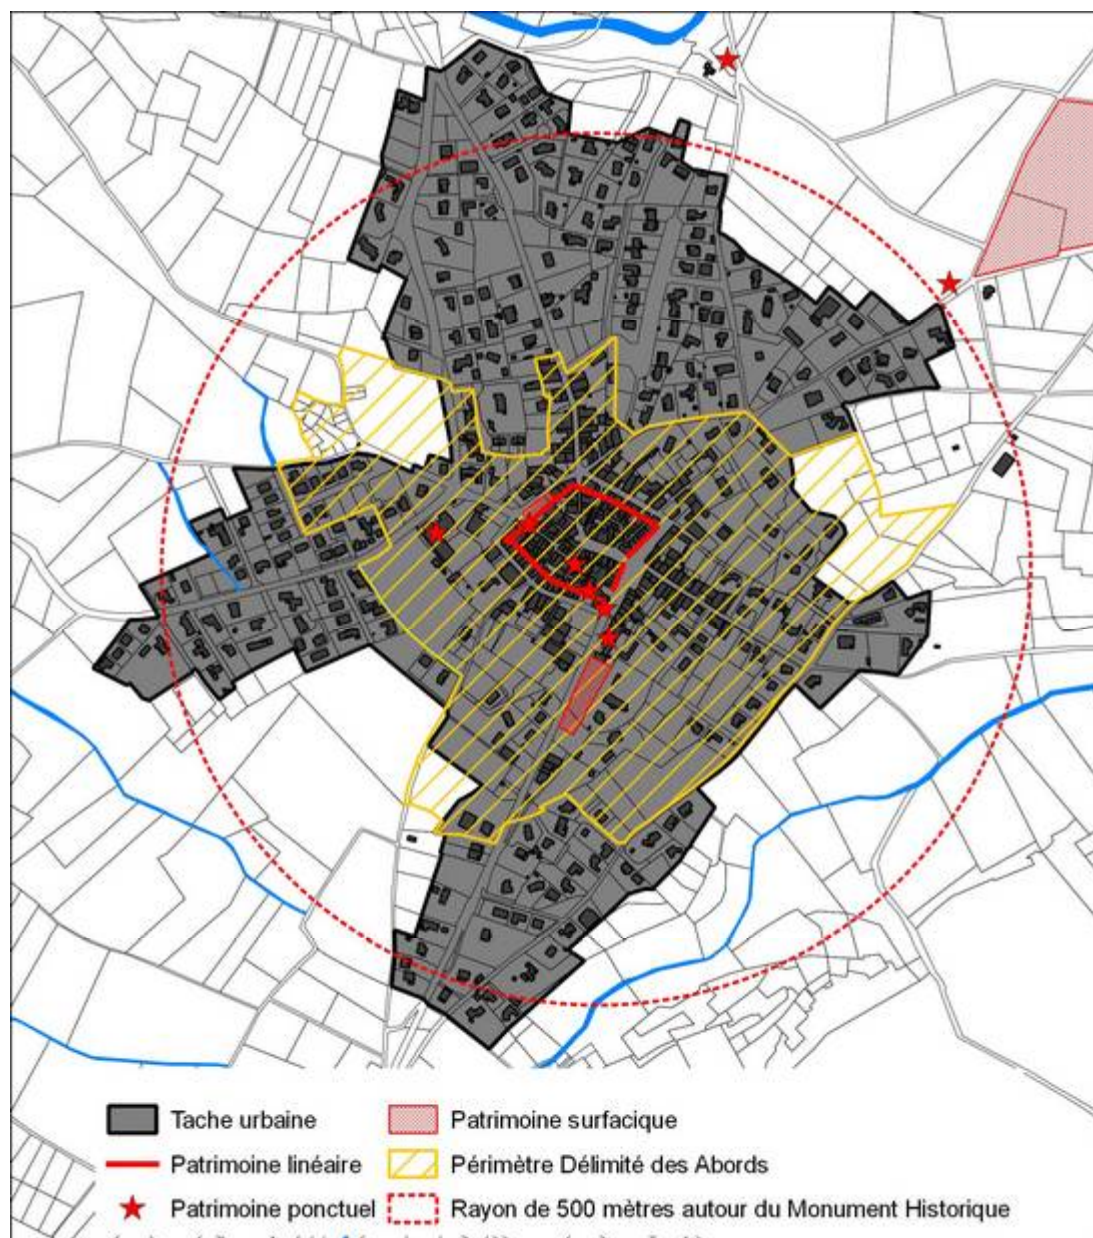 Tache urbaine
Patrimoine surfacique
Patrimoine linéaire
Périmètre Délimité des Abords
Patrimoine ponctuel
Rayon de 500 mètres autour du Monument Historique